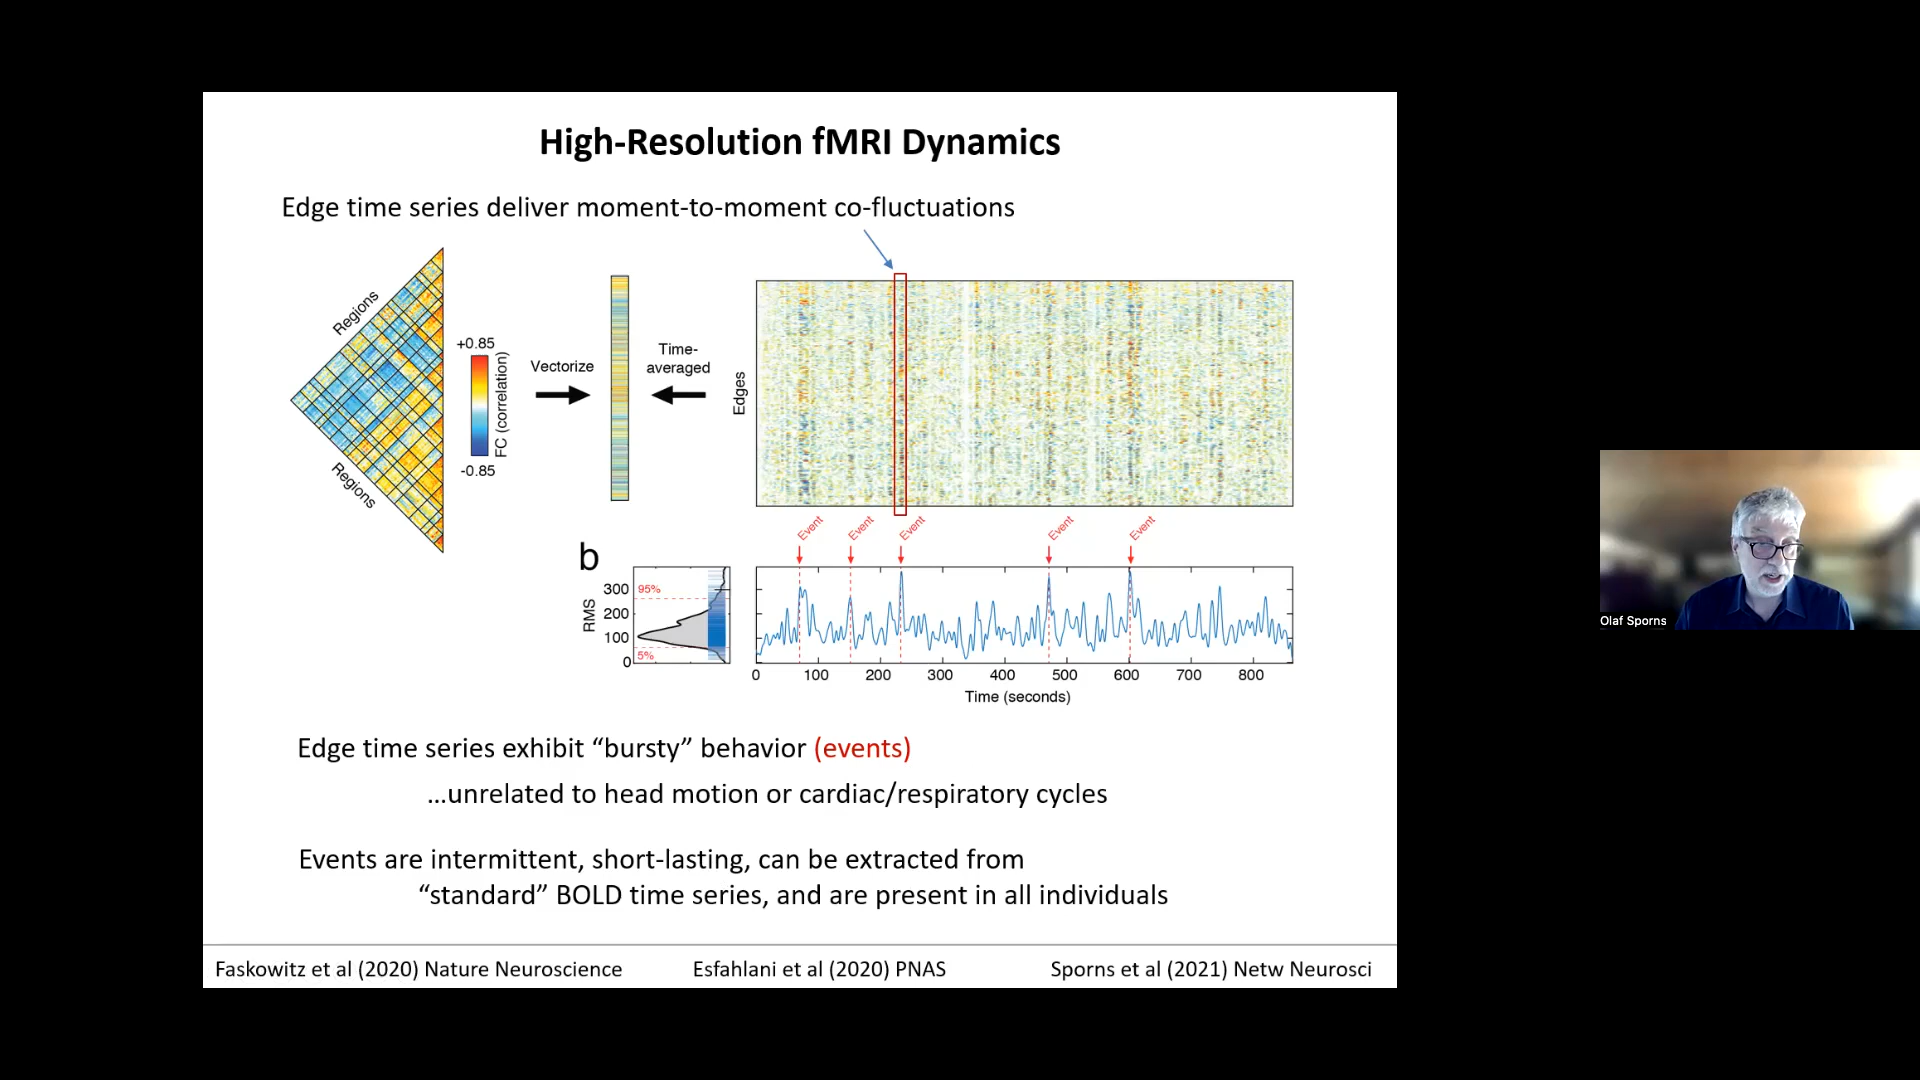 High-Resolution fMRI Dynamics
Edge time series deliver moment-to-moment co-fluctuations
Regions
Regions
+0.85
-0.85
FC (correlation)
Vectorize
Time-
averaged
Edges
Event
Event
Event
Event
Event
b
RMS
300
200
100
0
95%
5%
0 100 200 300 400 500 600 700 800
Time (seconds)
Edge time series exhibit “bursty” behavior (events)
...unrelated to head motion or cardiac/respiratory cycles
Events are intermittent, short-lasting, can be extracted from
“standard” BOLD time series, and are present in all individuals
Faskowitz et al (2020) Nature Neuroscience
Esfahlani et al (2020) PNAS
Sporns et al (2021) Netw Neurosci
Olaf Sporns